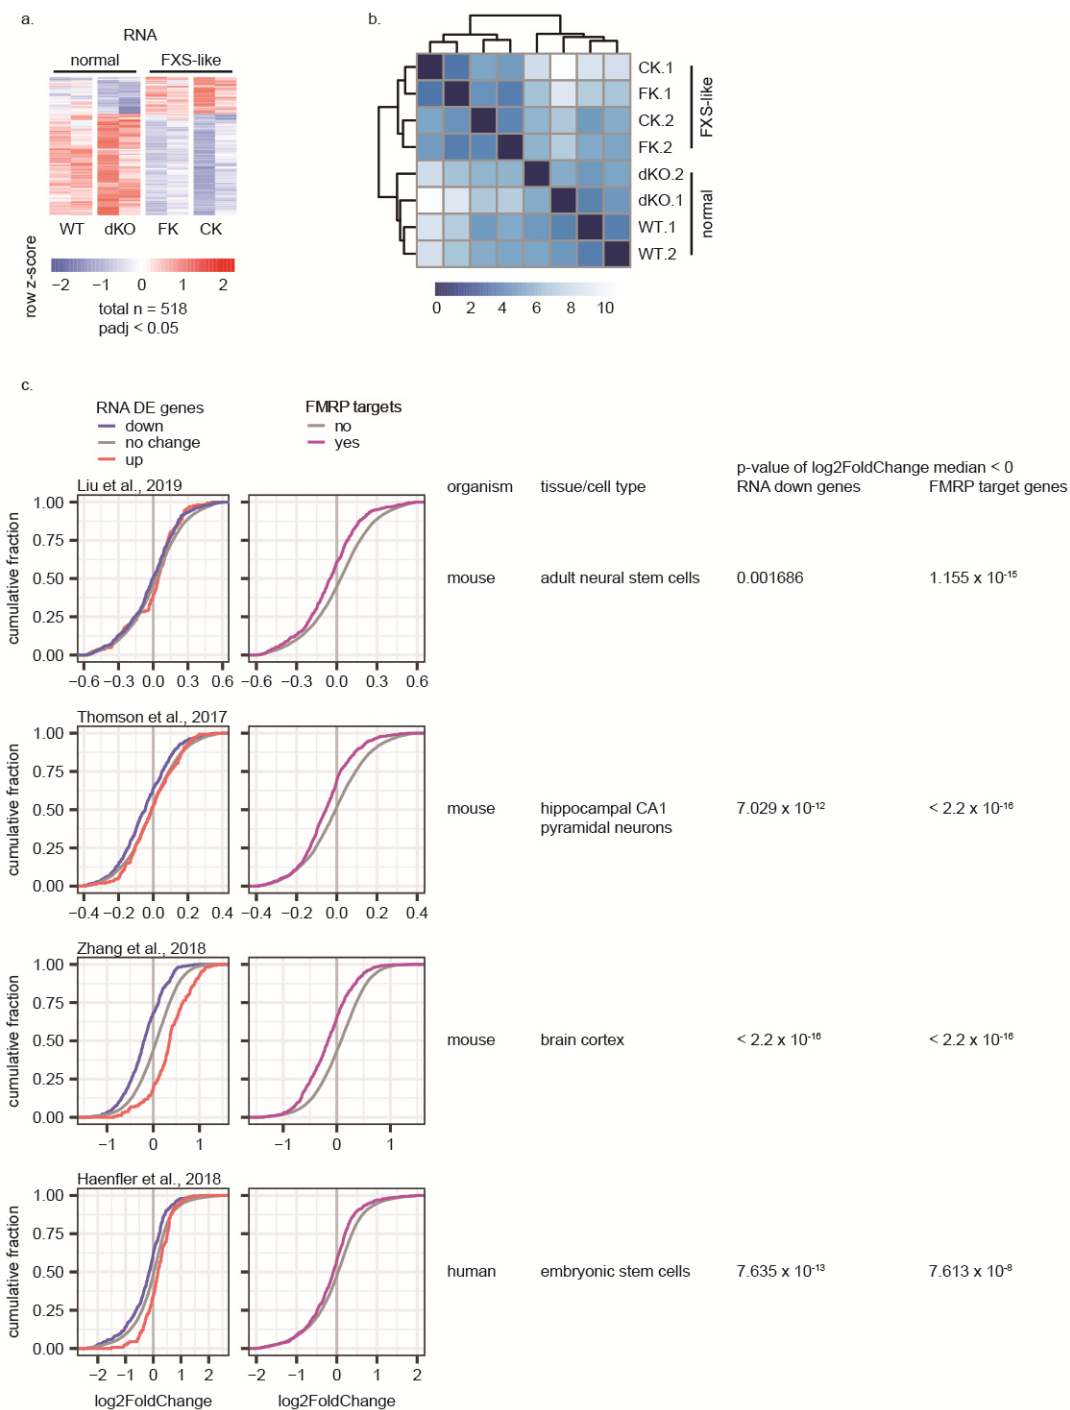 a.
RNA
normal FXS-like
WT dKO FK CK
row z-score
−2 −1 0 1 2
total n = 518
padj < 0.05
b.
CK.1
FK.1
CK.2
FK.2
dKO.2
dKO.1
WT.1
WT.2
FXS-like
normal
0 2 4 6 8 10
c.
RNA DE genes
down
no change
up
FMRP targets
no
yes
p-value of log2FoldChange median < 0
organism tissue/cell type RNA down genes FMRP target genes
Liu et al., 2019
cumulative fraction
1.00
0.75
0.50
0.25
0.00
−0.6 −0.3 0.0 0.3 0.6 −0.6 −0.3 0.0 0.3 0.6
mouse adult neural stem cells 0.001686 1.155 x 10⁻¹⁵
Thomson et al., 2017
cumulative fraction
1.00
0.75
0.50
0.25
0.00
−0.4 −0.2 0.0 0.2 0.4 −0.4 −0.2 0.0 0.2 0.4
mouse hippocampal CA1 7.029 x 10⁻¹² < 2.2 x 10⁻¹⁶
pyramidal neurons
Zhang et al., 2018
cumulative fraction
1.00
0.75
0.50
0.25
0.00
−1 0 1 −1 0 1
mouse brain cortex < 2.2 x 10⁻¹⁶ < 2.2 x 10⁻¹⁶
Haenfler et al., 2018
cumulative fraction
1.00
0.75
0.50
0.25
0.00
−2 −1 0 1 2 −2 −1 0 1 2
log2FoldChange log2FoldChange
human embryonic stem cells 7.635 x 10⁻¹³ 7.613 x 10⁻⁸